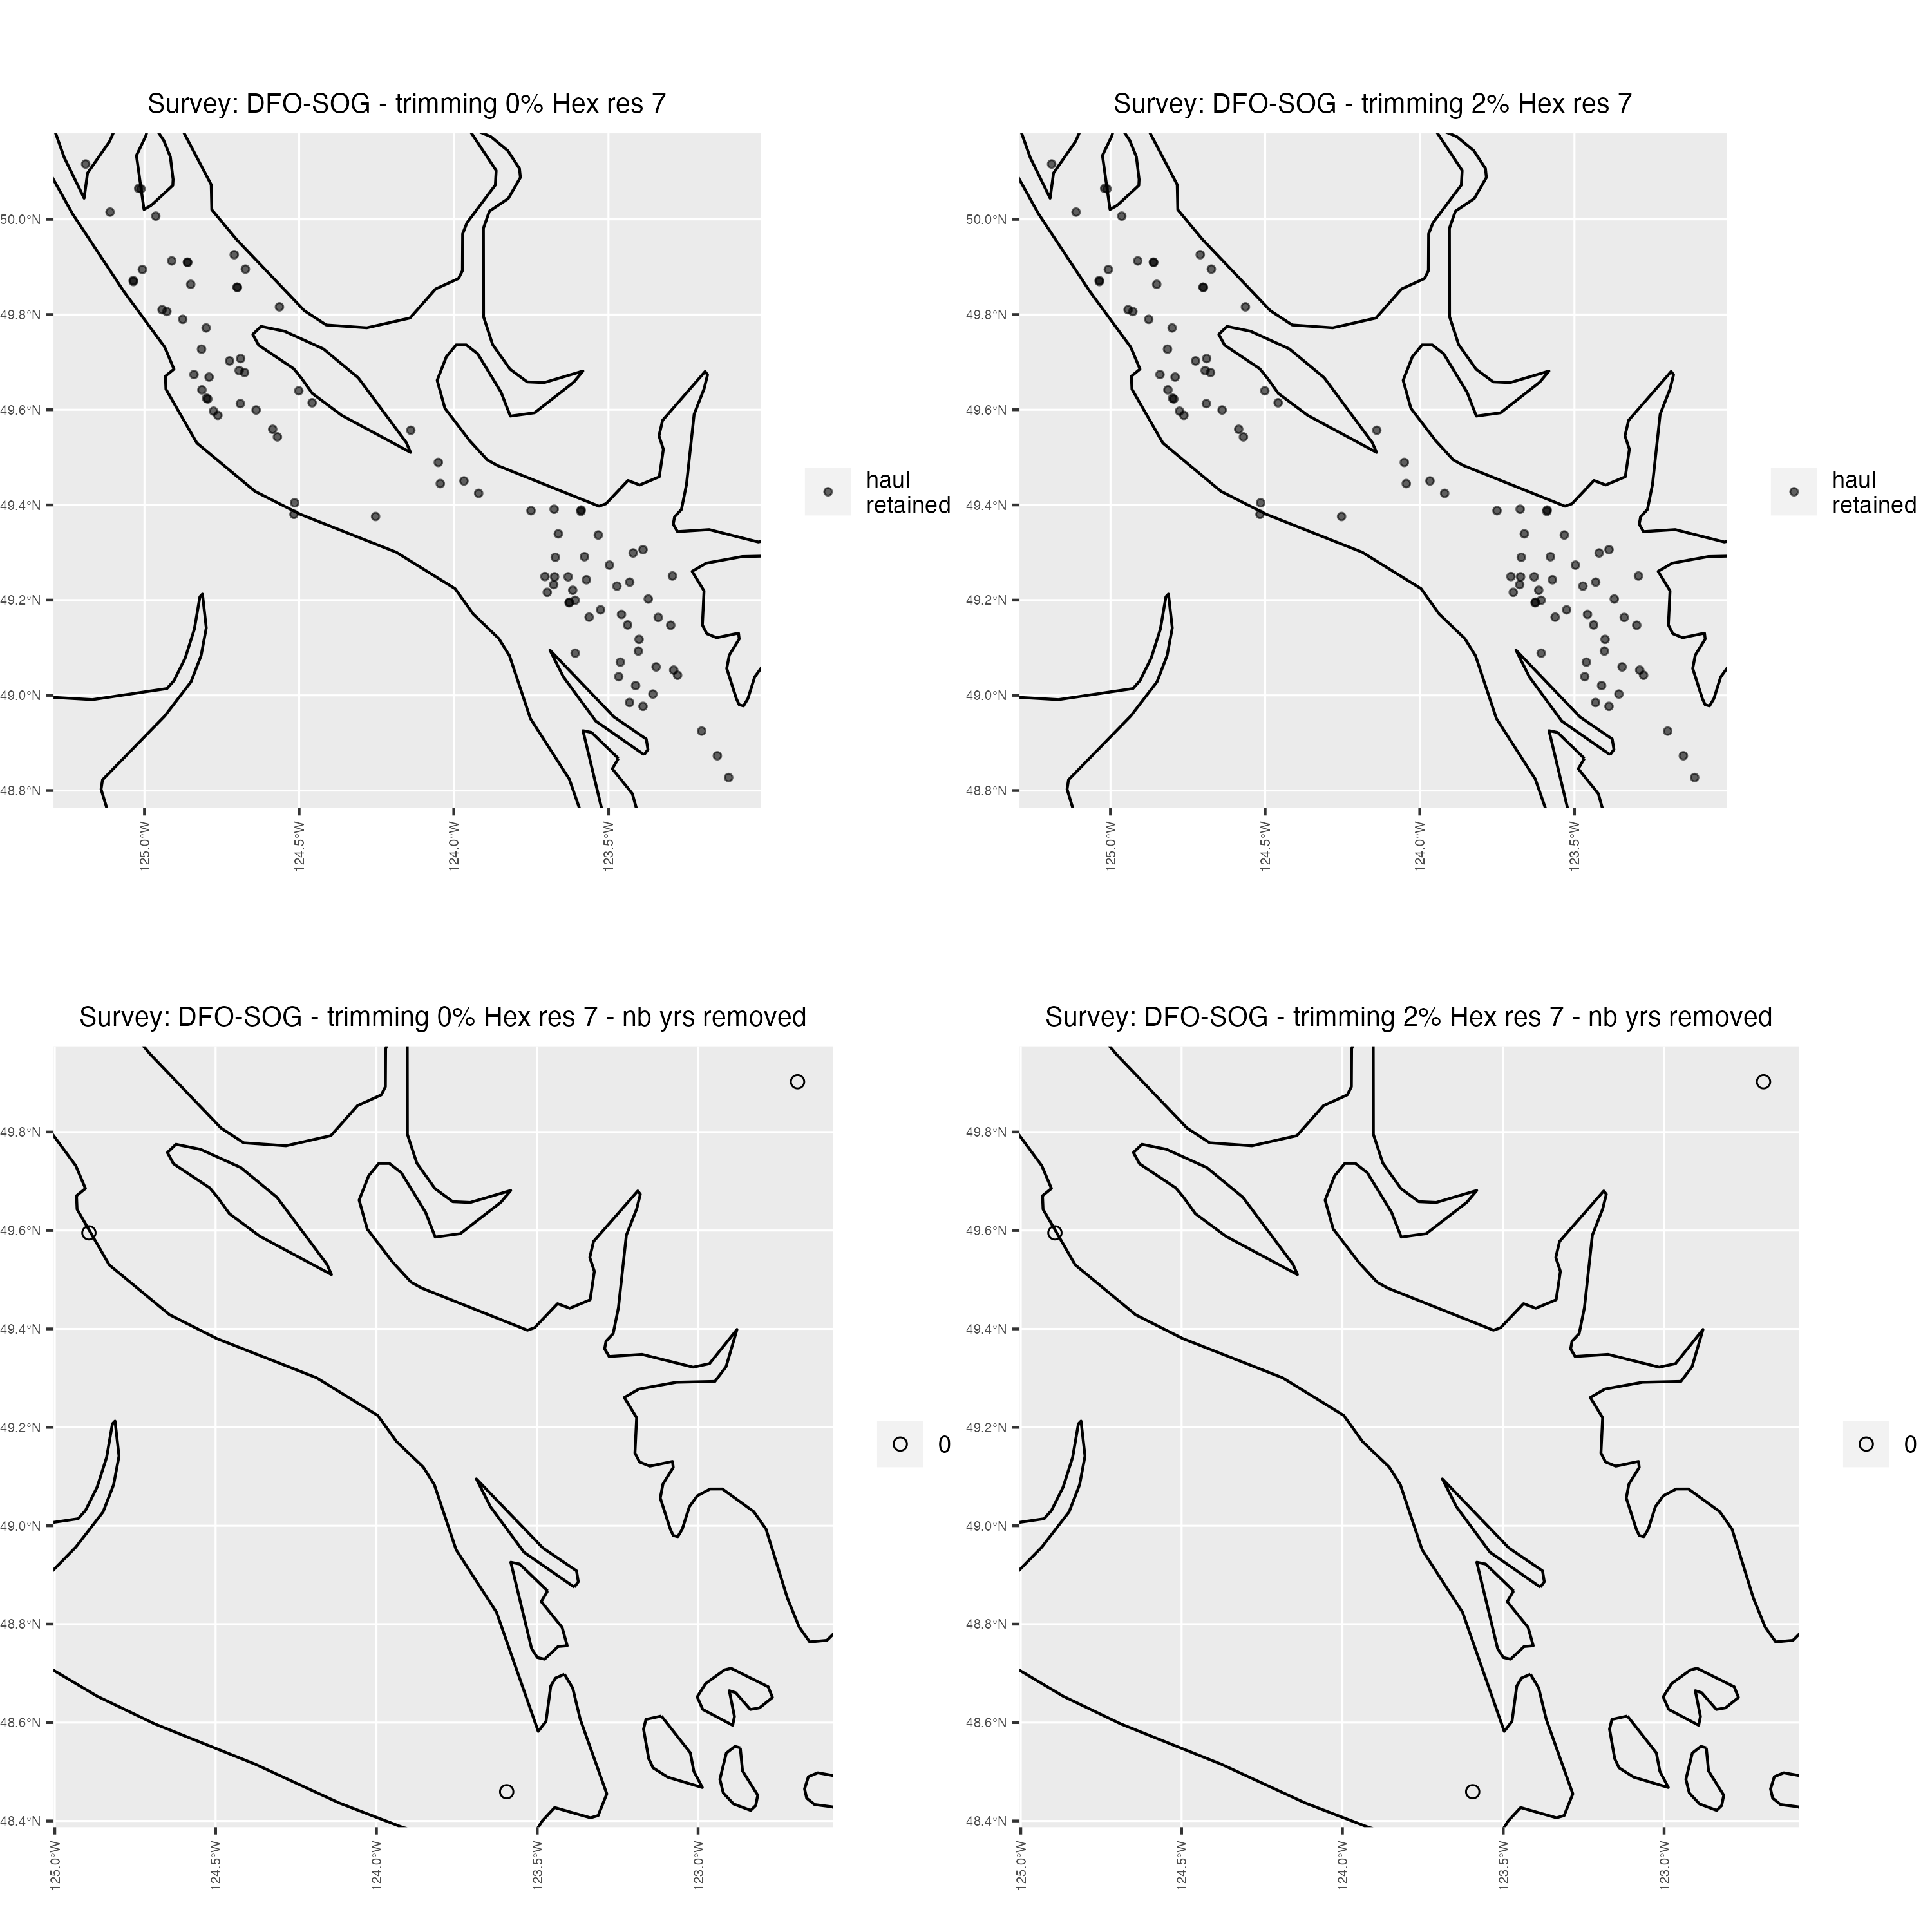 Survey: DFO-SOG - trimming 0% Hex res 7
50.0°N
49.8°N
49.6°N
49.4°N
49.2°N
49.0°N
48.8°N
125.0°W
124.5°W
124.0°W
123.5°W
haul
retained
Survey: DFO-SOG - trimming 2% Hex res 7
50.0°N
49.8°N
49.6°N
49.4°N
49.2°N
49.0°N
48.8°N
125.0°W
124.5°W
124.0°W
123.5°W
haul
retained
Survey: DFO-SOG - trimming 0% Hex res 7 - nb yrs removed
49.8°N
49.6°N
49.4°N
49.2°N
49.0°N
48.8°N
48.6°N
48.4°N
125.0°W
124.5°W
124.0°W
123.5°W
123.0°W
0
Survey: DFO-SOG - trimming 2% Hex res 7 - nb yrs removed
49.8°N
49.6°N
49.4°N
49.2°N
49.0°N
48.8°N
48.6°N
48.4°N
125.0°W
124.5°W
124.0°W
123.5°W
123.0°W
0